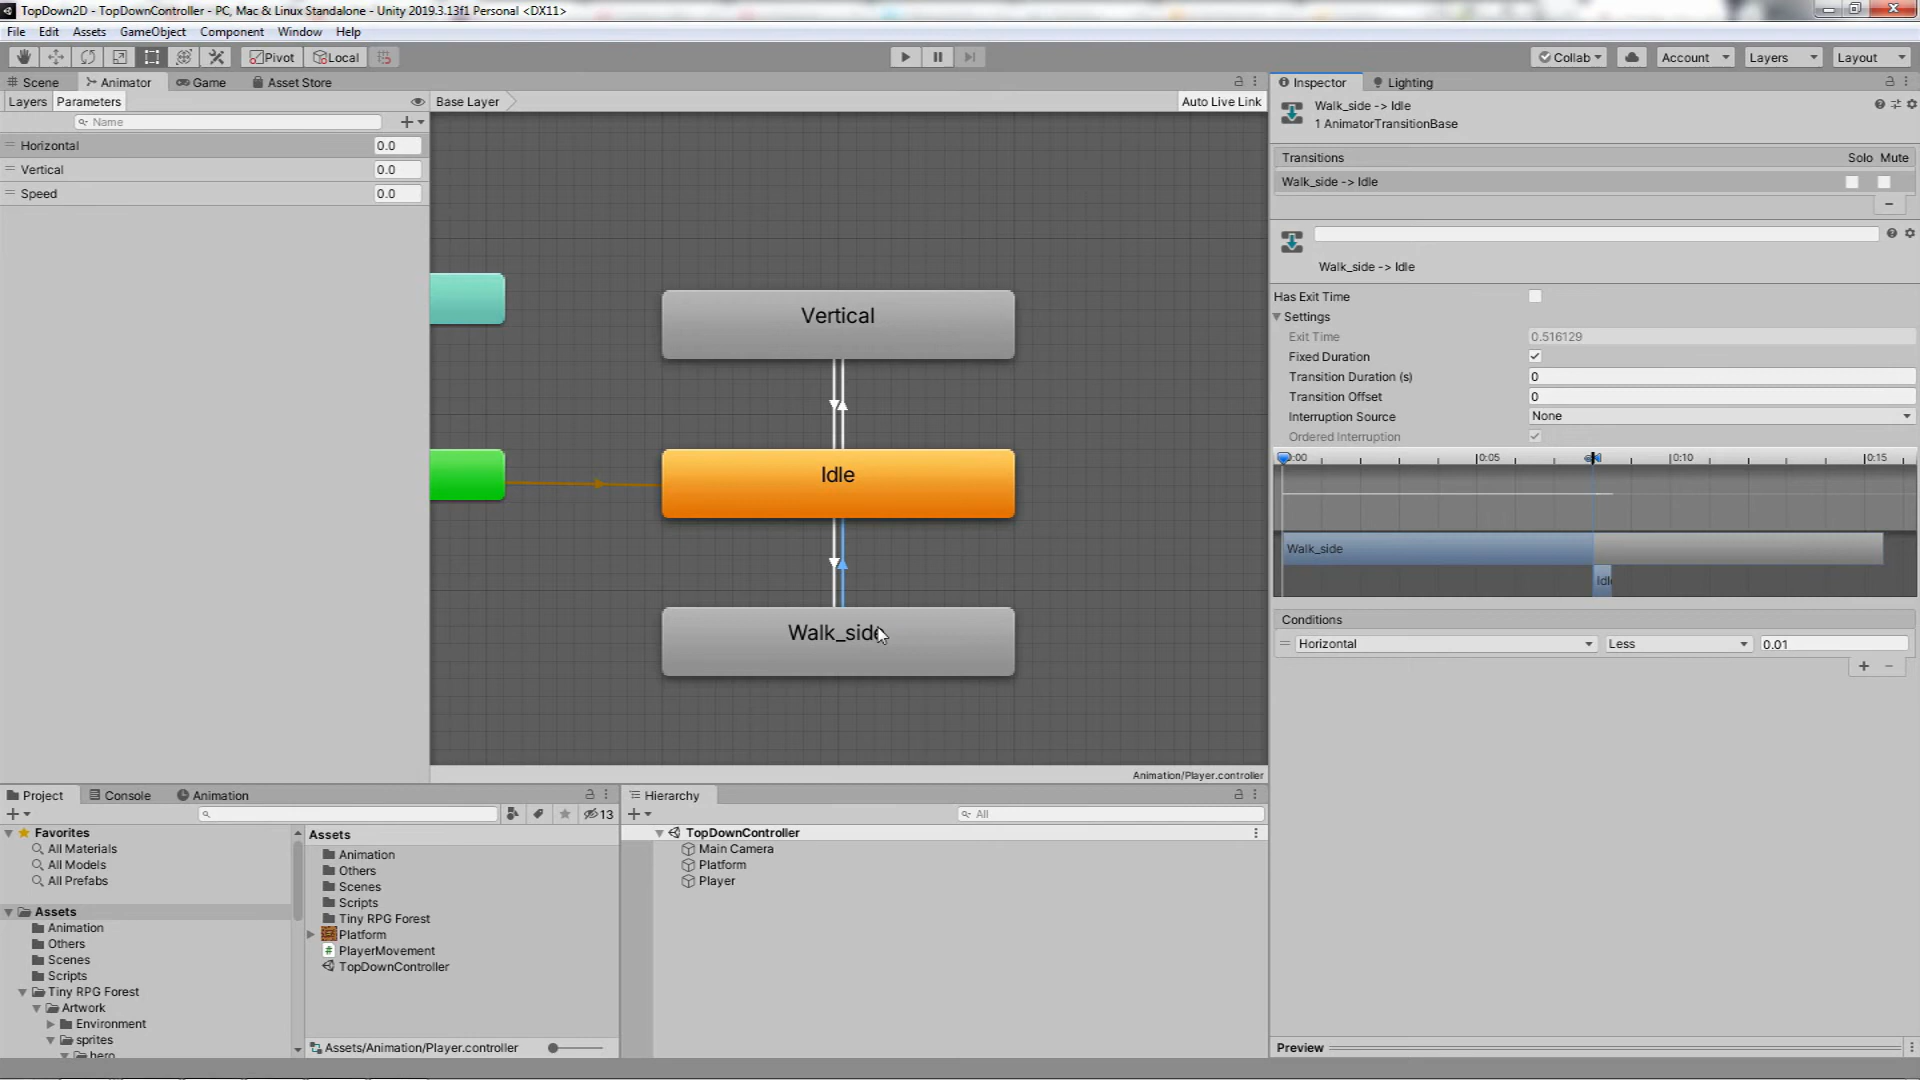 TopDown2D - TopDownController - PC, Mac & Linux Standalone - Unity 2019.3.13f1 Personal <DX11>
File Edit Assets GameObject Component Window Help
Pivot Local Collab Account Layers Layout
Scene Animator Game Asset Store Inspector Lighting
Layers Parameters Base Layer Auto Live Link
Name
Horizontal 0.0
Vertical 0.0
Speed 0.0
Vertical
Idle
Walk_side
Animation/Player.controller
Walk_side -> Idle
1 AnimatorTransitionBase
Transitions Solo Mute
Walk_side -> Idle
Walk_side -> Idle
Has Exit Time
Settings
Exit Time 0.516129
Fixed Duration
Transition Duration (s) 0
Transition Offset 0
Interruption Source None
Ordered Interruption
:00 0:05 0:10 0:15
Walk_side
Idl
Conditions
Horizontal Less 0.01
Preview
Project Console Animation
13
Favorites
All Materials
All Models
All Prefabs
Assets
Animation
Others
Scenes
Scripts
Tiny RPG Forest
Artwork
Environment
sprites
hero
Assets
Animation
Others
Scenes
Scripts
Tiny RPG Forest
Platform
PlayerMovement
TopDownController
Assets/Animation/Player.controller
Hierarchy
All
TopDownController
Main Camera
Platform
Player